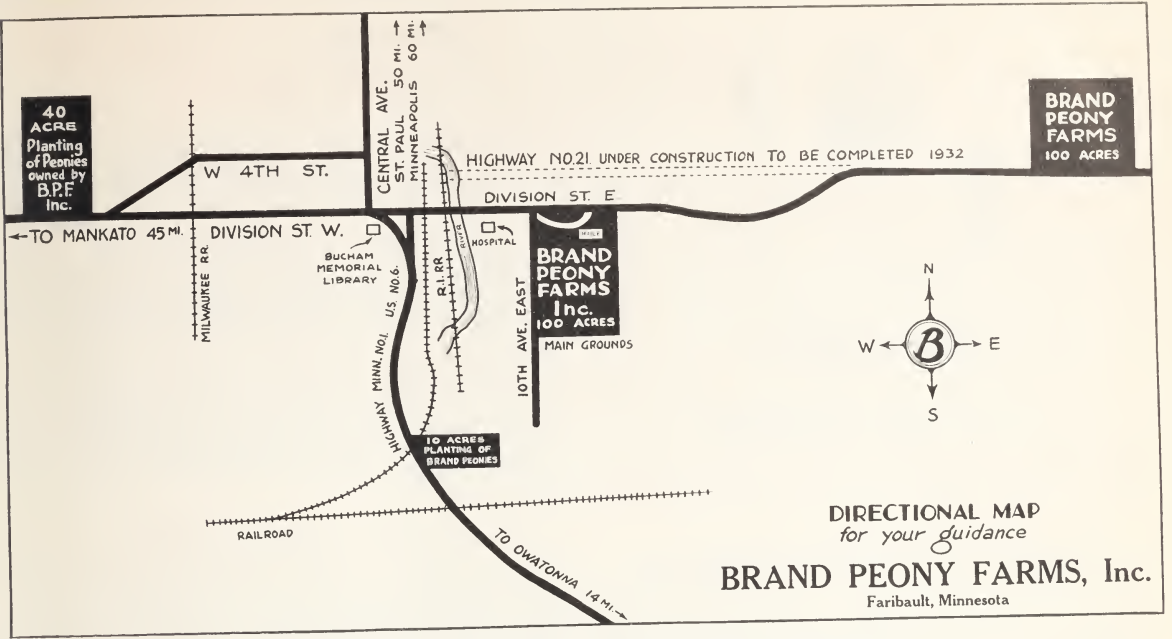 40
ACRE
Planting
of Peonies
owned by
B.P.F.
Inc.
W 4TH ST.
CENTRAL AVE.
ST. PAUL 50 MI.
MINNEAPOLIS 60 MI.
HIGHWAY NO.21. UNDER CONSTRUCTION TO BE COMPLETED 1932
BRAND
PEONY
FARMS
100 ACRES
DIVISION ST. E
TO MANKATO 45 MI.
DIVISION ST. W.
MILWAUKEE RR.
BUCHAM
MEMORIAL
LIBRARY
HIGHWAY MINN. NO.1. U.S. NO.6.
R.I. RR
RIVER
HOSPITAL
BRAND
PEONY
FARMS
Inc.
100 ACRES
MAIN GROUNDS
10TH AVE. EAST
N
W
B
E
S
10 ACRES
PLANTING OF
BRAND PEONIES
RAILROAD
TO OWATONNA 14 MI.
DIRECTIONAL MAP
for your guidance
BRAND PEONY FARMS, Inc.
Faribault, Minnesota